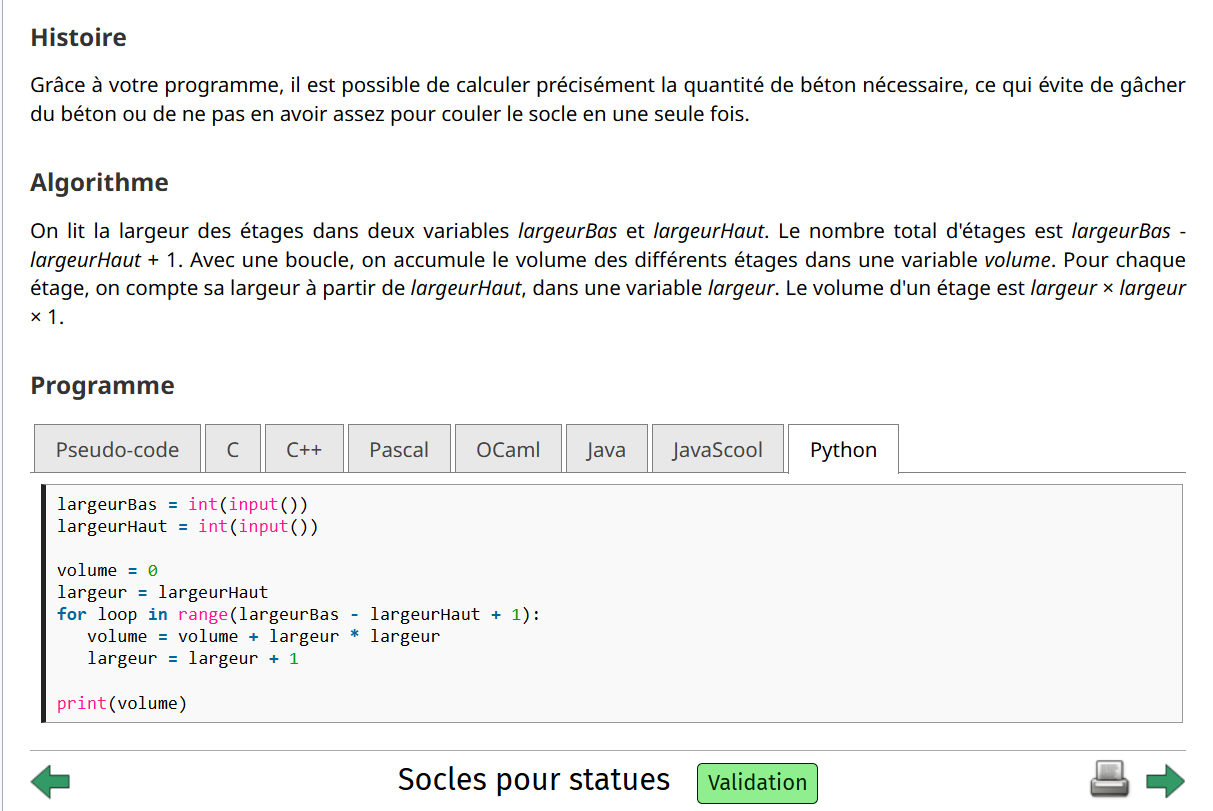 Histoire
Grâce à votre programme, il est possible de calculer précisément la quantité de béton nécessaire, ce qui évite de gâcher
du béton ou de ne pas en avoir assez pour couler le socle en une seule fois.
Algorithme
On lit la largeur des étages dans deux variables largeurBas et largeurHaut. Le nombre total d'étages est largeurBas -
largeurHaut + 1. Avec une boucle, on accumule le volume des différents étages dans une variable volume. Pour chaque
étage, on compte sa largeur à partir de largeurHaut, dans une variable largeur. Le volume d'un étage est largeur × largeur
× 1.
Programme
Pseudo-code C C++ Pascal OCaml Java JavaScool Python
largeurBas = int(input())
largeurHaut = int(input())
volume = 0
largeur = largeurHaut
for loop in range(largeurBas - largeurHaut + 1):
   volume = volume + largeur * largeur
   largeur = largeur + 1
print(volume)
Socles pour statues Validation